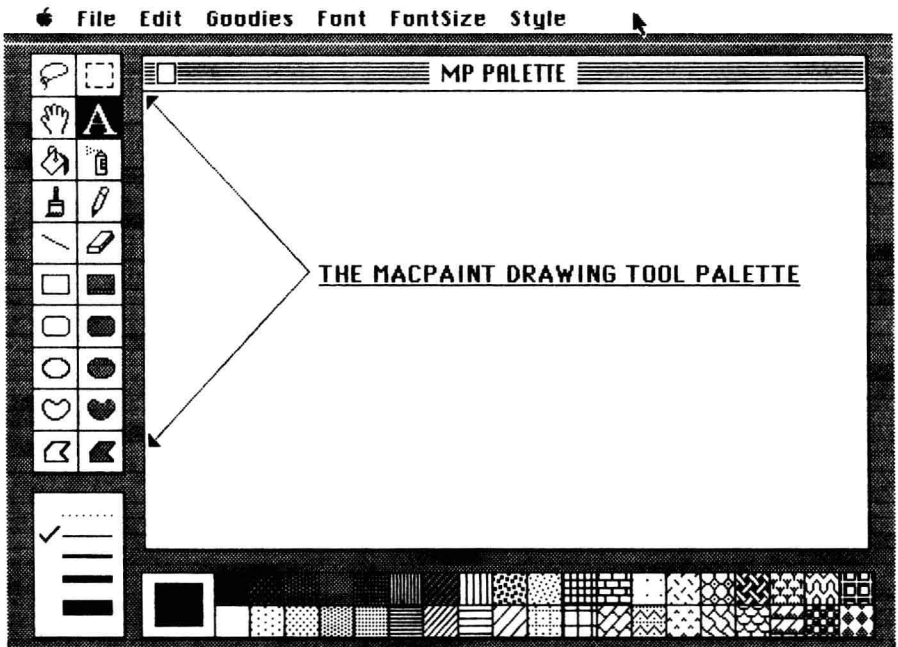 File Edit Goodies Font FontSize Style
MP PALETTE
A
THE MACPAINT DRAWING TOOL PALETTE